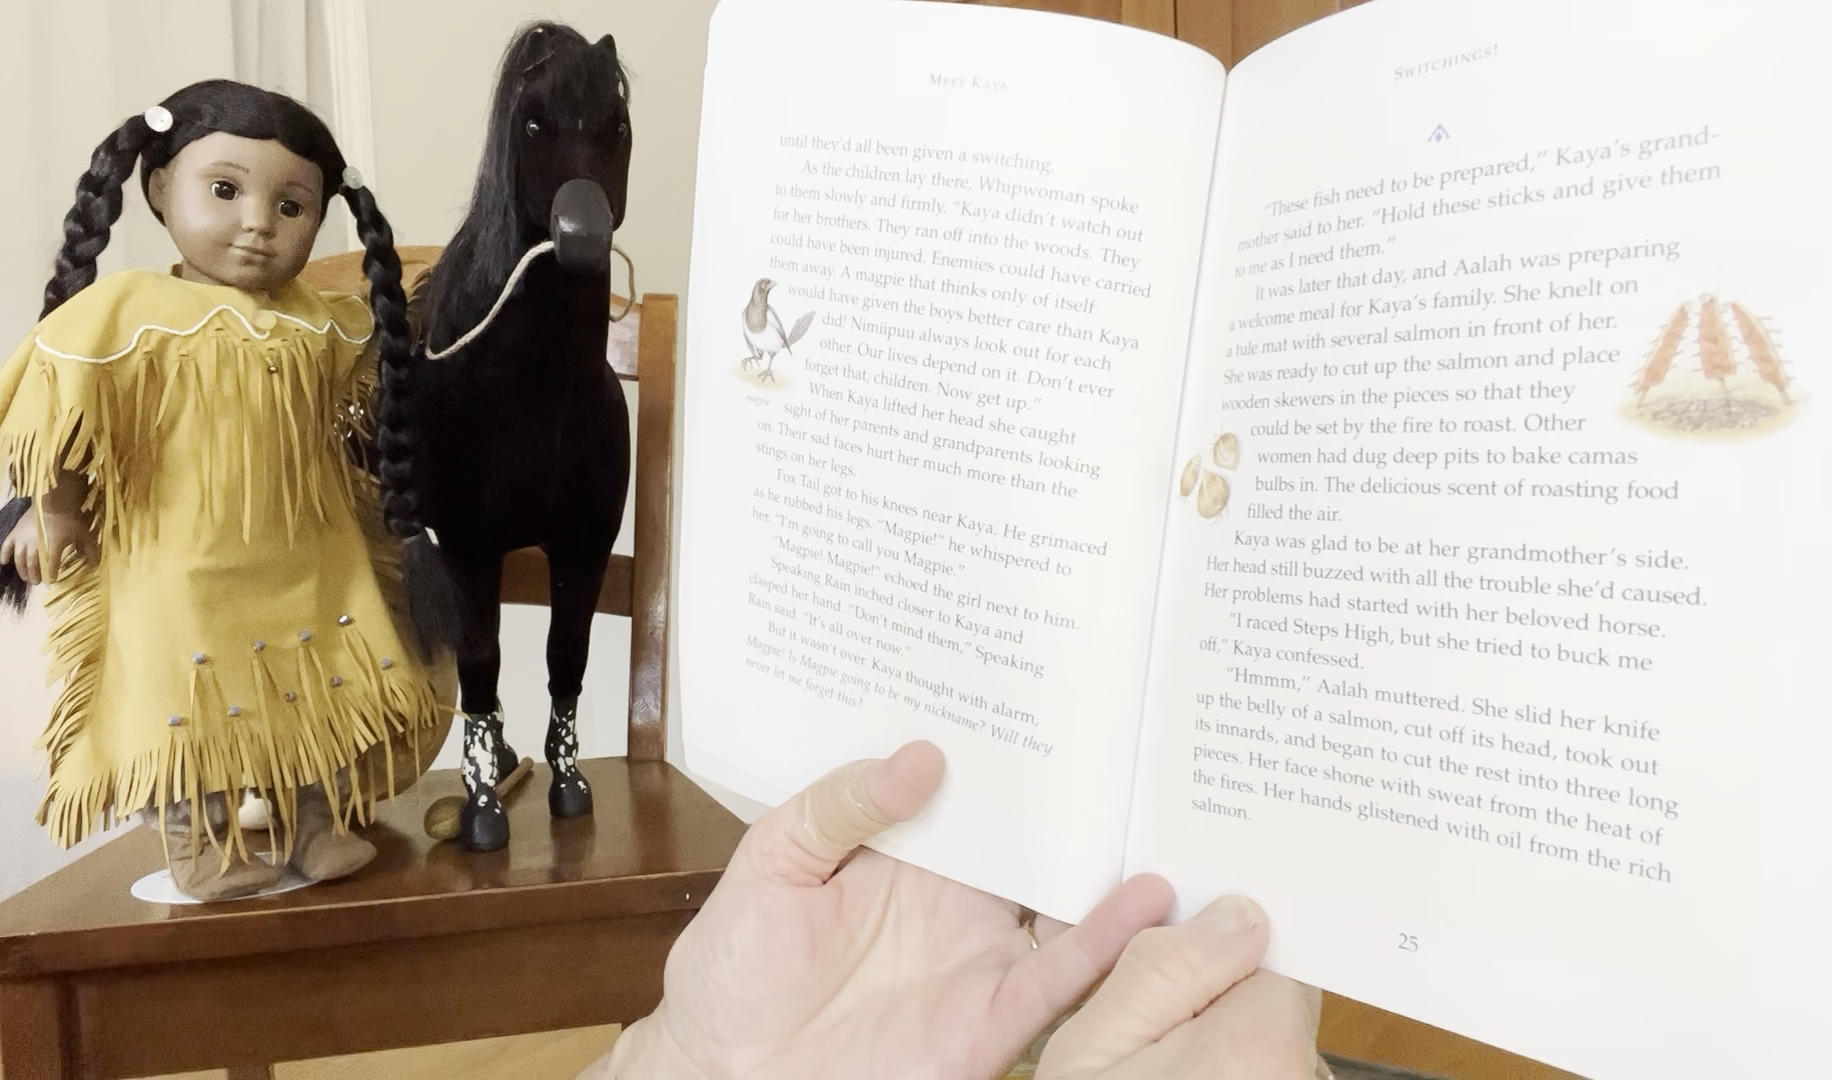 MEET KAYA
until they'd all been given a switching.
As the children lay there, Whipwoman spoke
to them slowly and firmly. "Kaya didn't watch out
for her brothers. They ran off into the woods. They
could have been injured. Enemies could have carried
them away. A magpie that thinks only of itself
would have given the boys better care than Kaya
did! Nimíipuu always look out for each
other. Our lives depend on it. Don't ever
forget that, children. Now get up."
magpie
When Kaya lifted her head she caught
sight of her parents and grandparents looking
on. Their sad faces hurt her much more than the
stings on her legs.
Fox Tail got to his knees near Kaya. He grimaced
as he rubbed his legs. "Magpie!" he whispered to
her. "I'm going to call you Magpie."
"Magpie! Magpie!" echoed the girl next to him.
Speaking Rain inched closer to Kaya and
clasped her hand. "Don't mind them," Speaking
Rain said. "It's all over now."
But it wasn't over. Kaya thought with alarm,
Magpie! Is Magpie going to be my nickname? Will they
never let me forget this?
SWITCHINGS!
"These fish need to be prepared," Kaya's grand-
mother said to her. "Hold these sticks and give them
to me as I need them."
It was later that day, and Aalah was preparing
a welcome meal for Kaya's family. She knelt on
a tule mat with several salmon in front of her.
She was ready to cut up the salmon and place
wooden skewers in the pieces so that they
could be set by the fire to roast. Other
women had dug deep pits to bake camas
bulbs in. The delicious scent of roasting food
filled the air.
Kaya was glad to be at her grandmother's side.
Her head still buzzed with all the trouble she'd caused.
Her problems had started with her beloved horse.
"I raced Steps High, but she tried to buck me
off," Kaya confessed.
"Hmmm," Aalah muttered. She slid her knife
up the belly of a salmon, cut off its head, took out
its innards, and began to cut the rest into three long
pieces. Her face shone with sweat from the heat of
the fires. Her hands glistened with oil from the rich
salmon.
25